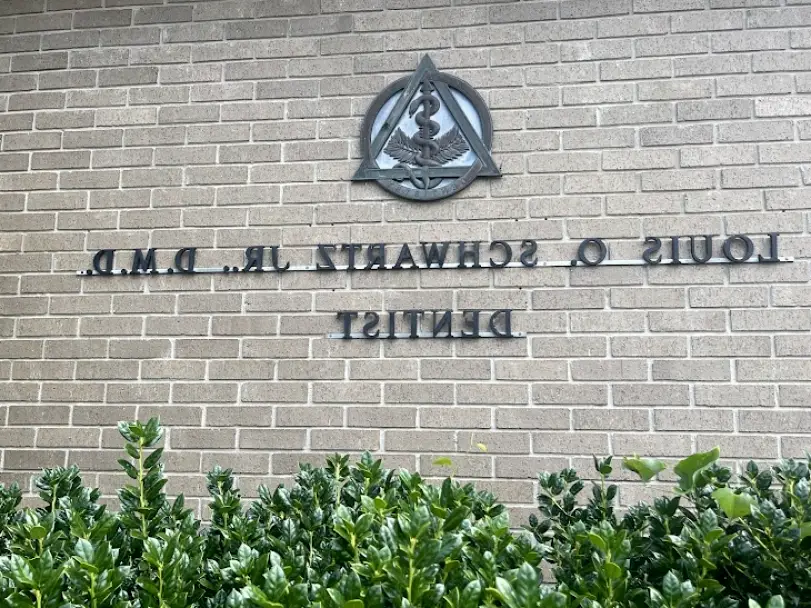 LOUIS O. SCHWARTZ JR., D.M.D.
DENTIST